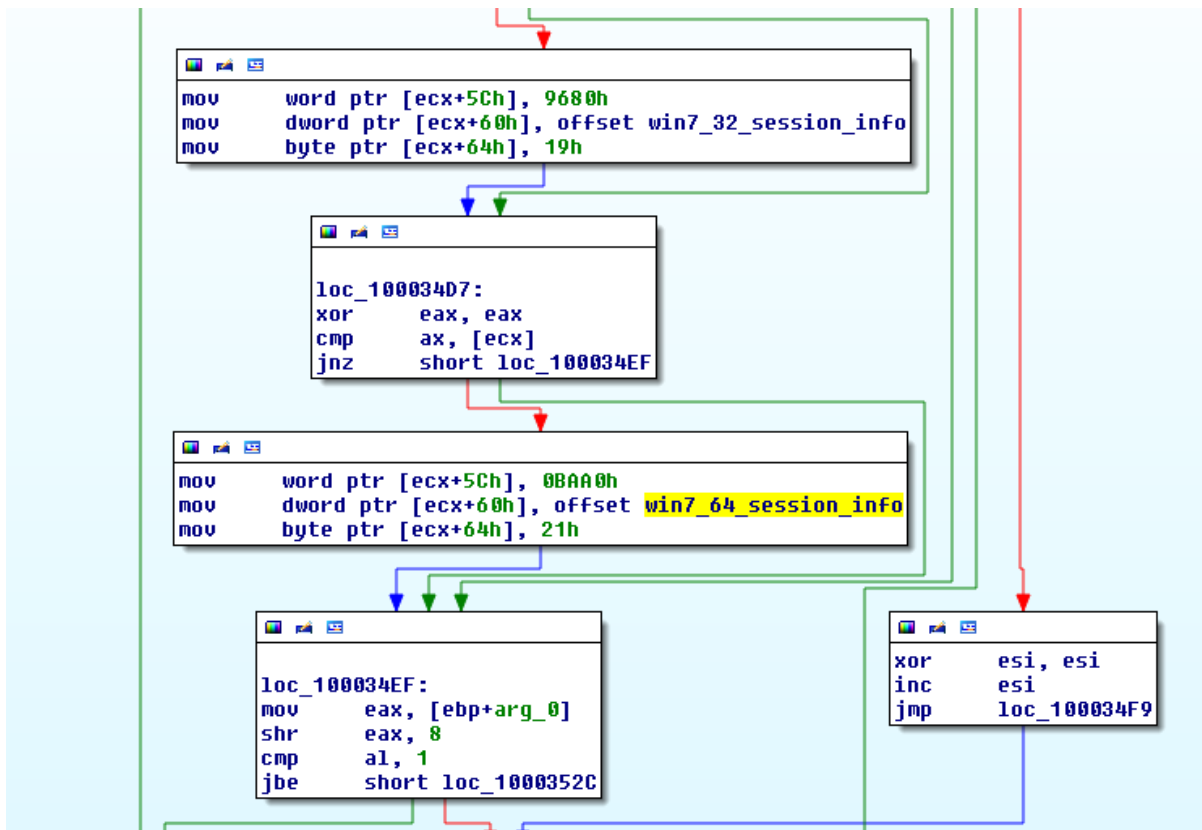 mov word ptr [ecx+5Ch], 9680h
mov dword ptr [ecx+60h], offset win7_32_session_info
mov byte ptr [ecx+64h], 19h
loc_100034D7:
xor eax, eax
cmp ax, [ecx]
jnz short loc_100034EF
mov word ptr [ecx+5Ch], 0BAA0h
mov dword ptr [ecx+60h], offset win7_64_session_info
mov byte ptr [ecx+64h], 21h
loc_100034EF:
mov eax, [ebp+arg_0]
shr eax, 8
cmp al, 1
jbe short loc_1000352C
xor esi, esi
inc esi
jmp loc_100034F9